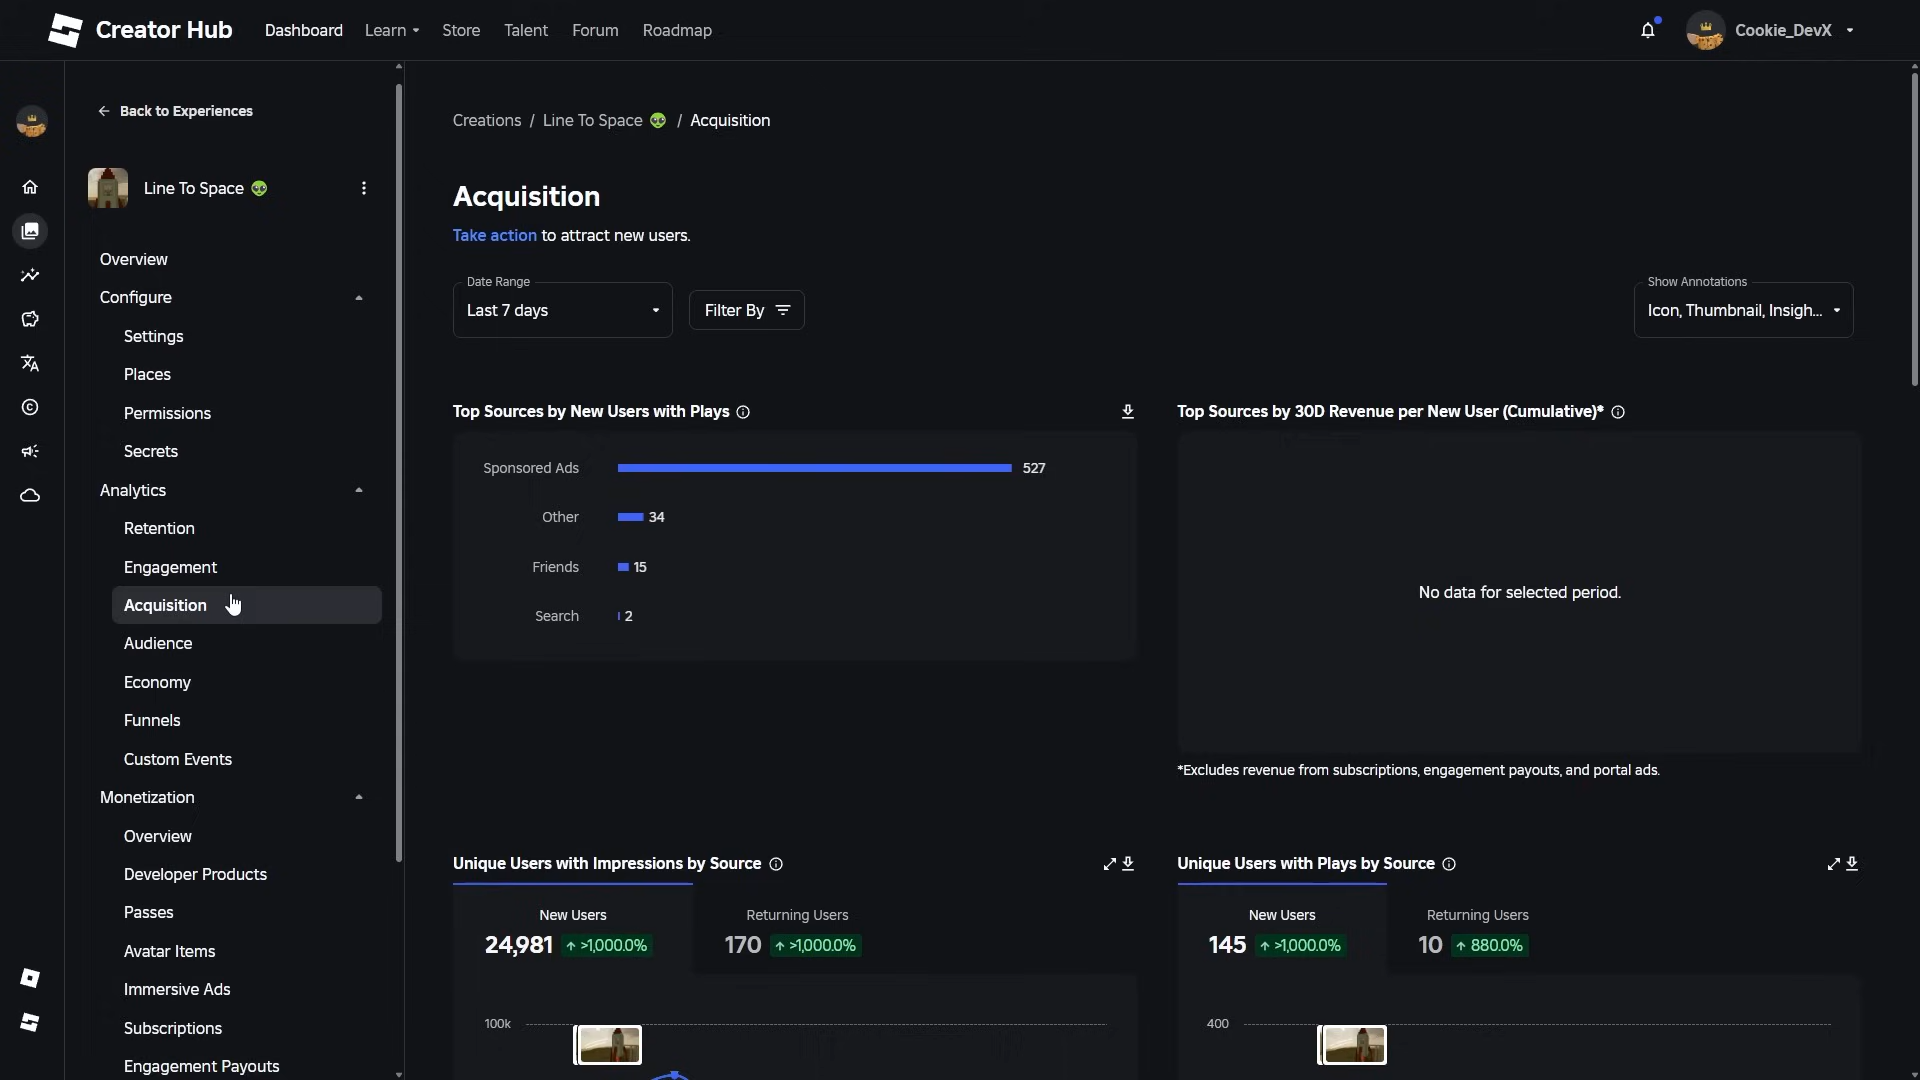 Creator Hub
Dashboard
Learn
Store
Talent
Forum
Roadmap
Cookie_DevX
Back to Experiences
Line To Space
Overview
Configure
Settings
Places
Permissions
Secrets
Analytics
Retention
Engagement
Acquisition
Audience
Economy
Funnels
Custom Events
Monetization
Overview
Developer Products
Passes
Avatar Items
Immersive Ads
Subscriptions
Engagement Payouts
Creations / Line To Space 👽 / Acquisition
Acquisition
Take action to attract new users.
Date Range
Last 7 days
Filter By
Show Annotations
Icon, Thumbnail, Insigh...
Top Sources by New Users with Plays
Sponsored Ads 527
Other 34
Friends 15
Search 2
Top Sources by 30D Revenue per New User (Cumulative)*
No data for selected period.
*Excludes revenue from subscriptions, engagement payouts, and portal ads.
Unique Users with Impressions by Source
New Users
24,981 ↑ >1,000.0%
Returning Users
170 ↑ >1,000.0%
100k
Unique Users with Plays by Source
New Users
145 ↑ >1,000.0%
Returning Users
10 ↑ 880.0%
400